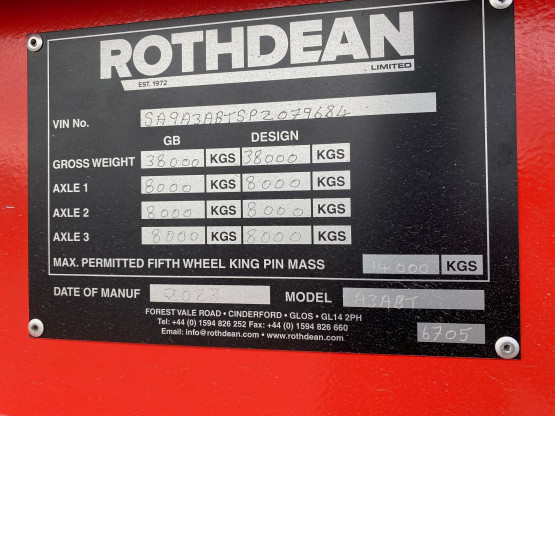 ROTHDEAN
EST. 1972 LIMITED
VIN No. SA9A3ABTSPZ079684
GB DESIGN
GROSS WEIGHT 38000 KGS 38000 KGS
AXLE 1 8000 KGS 8000 KGS
AXLE 2 8000 KGS 8000 KGS
AXLE 3 8000 KGS 8000 KGS
MAX. PERMITTED FIFTH WHEEL KING PIN MASS 14000 KGS
DATE OF MANUF 2023 MODEL A3ABT
FOREST VALE ROAD • CINDERFORD • GLOS • GL14 2PH
Tel: +44 (0) 1594 826 252 Fax: +44 (0) 1594 826 660
Email: info@rothdean.com • www.rothdean.com
6705